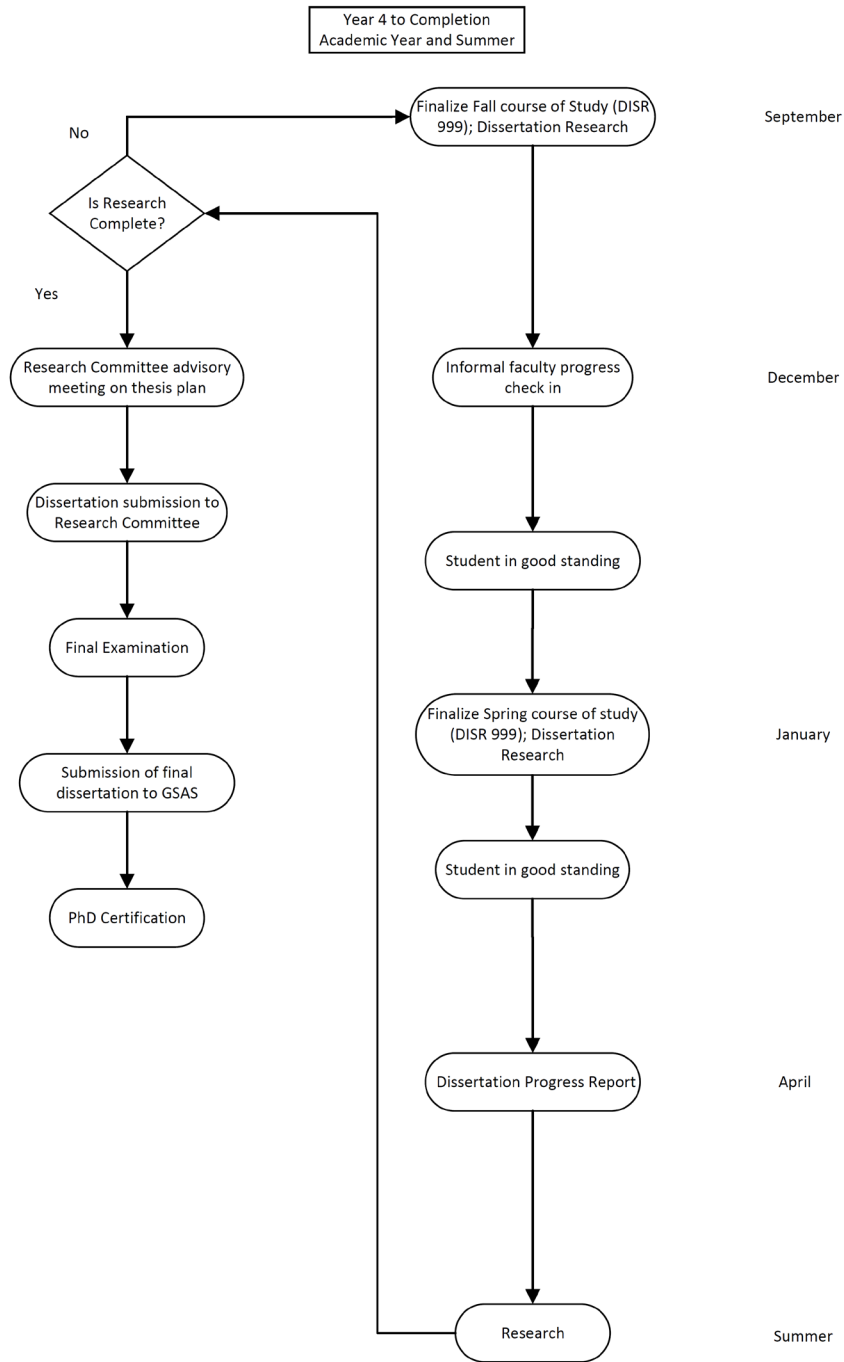 Year 4 to Completion
Academic Year and Summer
Finalize Fall course of Study (DISR
999); Dissertation Research
September
No
Is Research
Complete?
Yes
Research Committee advisory
meeting on thesis plan
Informal faculty progress
check in
December
Dissertation submission to
Research Committee
Student in good standing
Final Examination
Finalize Spring course of study
(DISR 999); Dissertation
Research
January
Submission of final
dissertation to GSAS
Student in good standing
PhD Certification
Dissertation Progress Report
April
Research
Summer